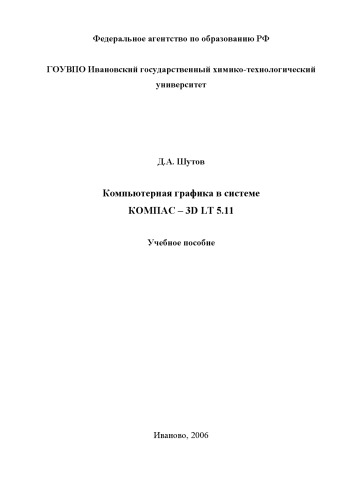 Федеральное агентство по образованию РФ
ГОУВПО Ивановский государственный химико-технологический
университет
Д.А. Шутов
Компьютерная графика в системе
КОМПАС – 3D LT 5.11
Учебное пособие
Иваново, 2006